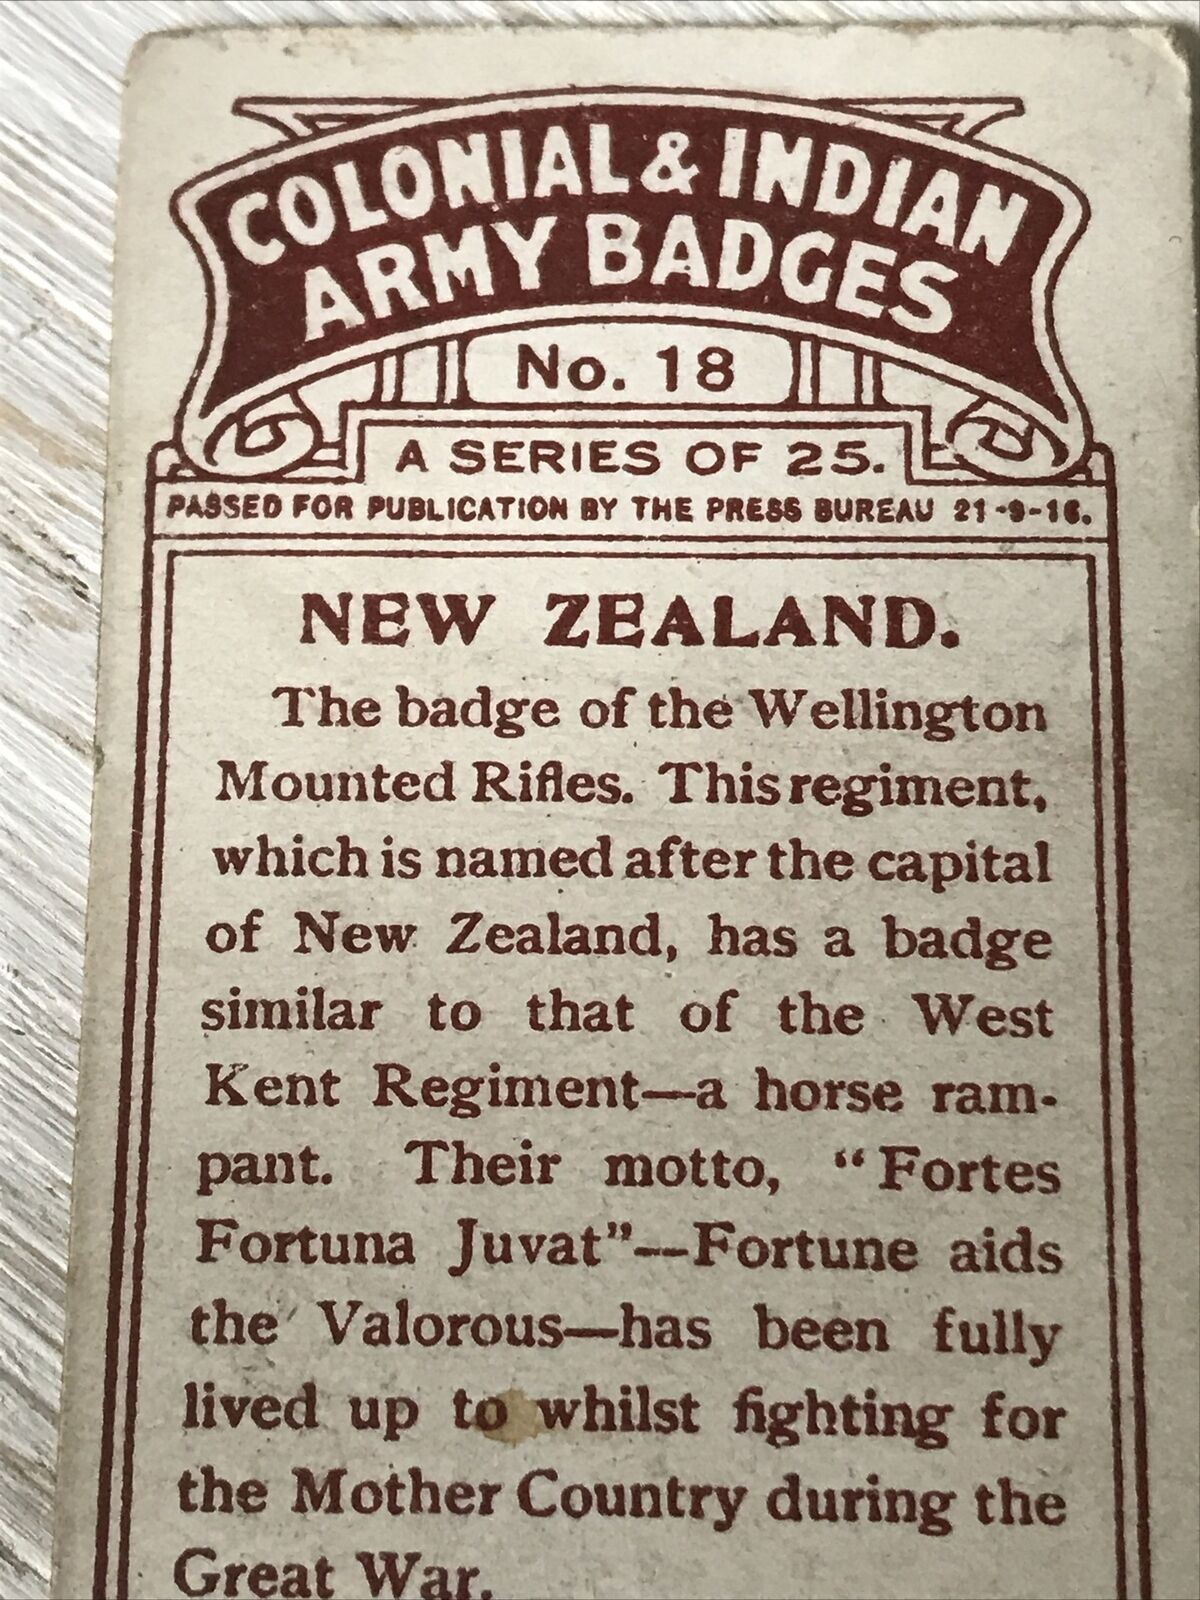 COLONIAL & INDIAN
ARMY BADGES
No. 18
A SERIES OF 25.
PASSED FOR PUBLICATION BY THE PRESS BUREAU 21-9-16.
NEW ZEALAND.
The badge of the Wellington
Mounted Rifles. This regiment,
which is named after the capital
of New Zealand, has a badge
similar to that of the West
Kent Regiment—a horse ram-
pant. Their motto, “Fortes
Fortuna Juvat”—Fortune aids
the Valorous—has been fully
lived up to whilst fighting for
the Mother Country during the
Great War.